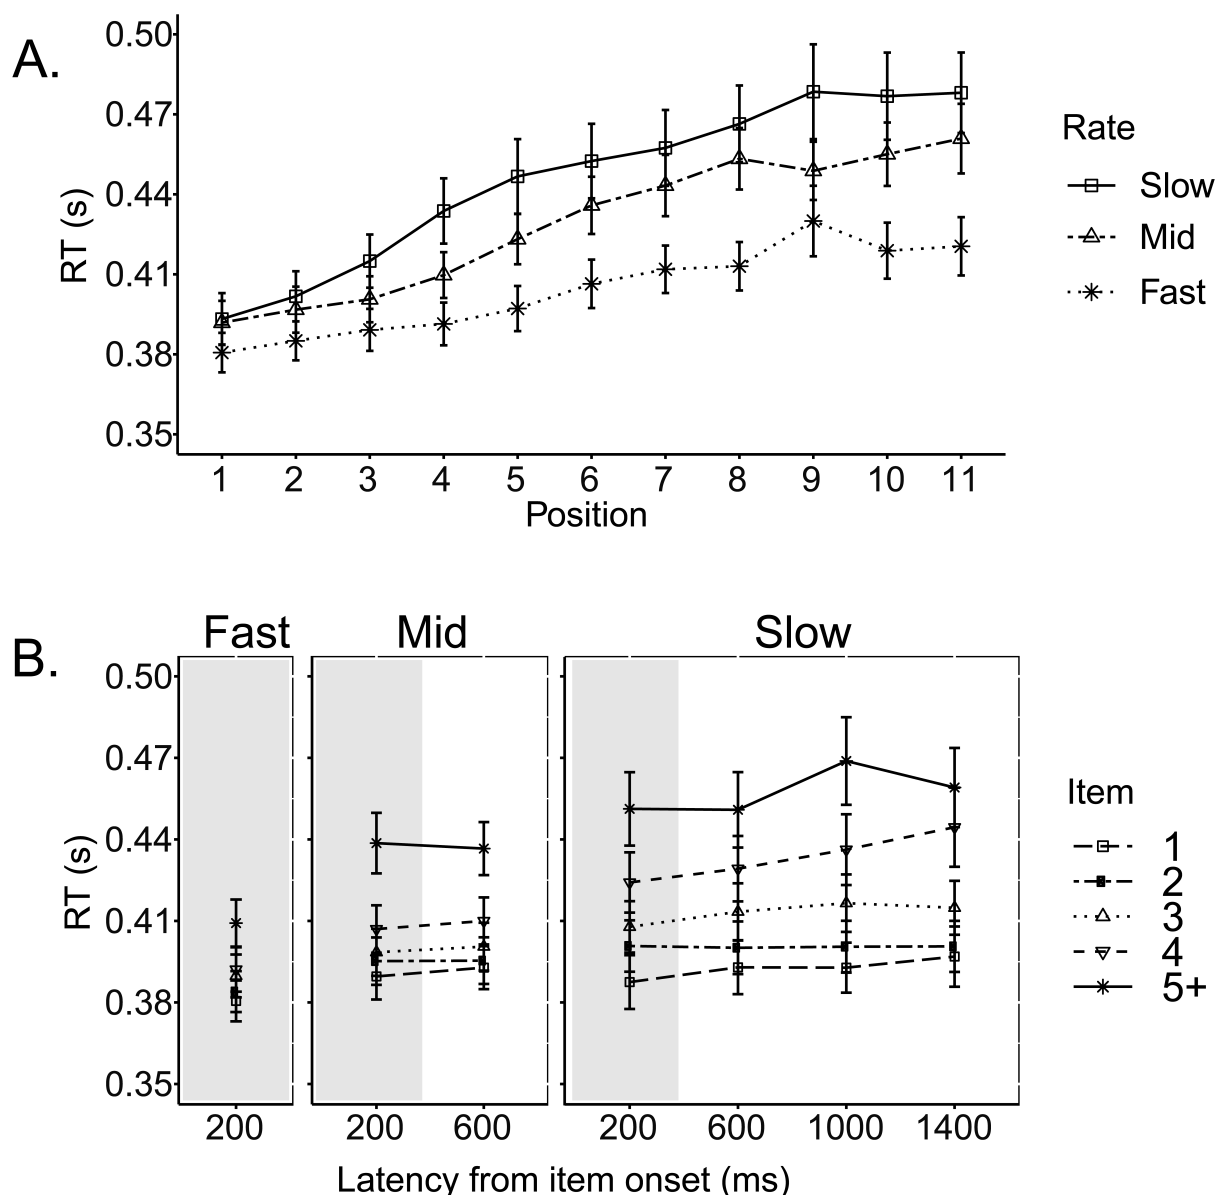 A.
0.50
0.47
0.44
0.41
0.38
0.35
RT (s)
1 2 3 4 5 6 7 8 9 10 11
Position
Rate
Slow
Mid
Fast
B.
Fast Mid Slow
0.50
0.47
0.44
0.41
0.38
0.35
RT (s)
200 200 600 200 600 1000 1400
Latency from item onset (ms)
Item
1
2
3
4
5+